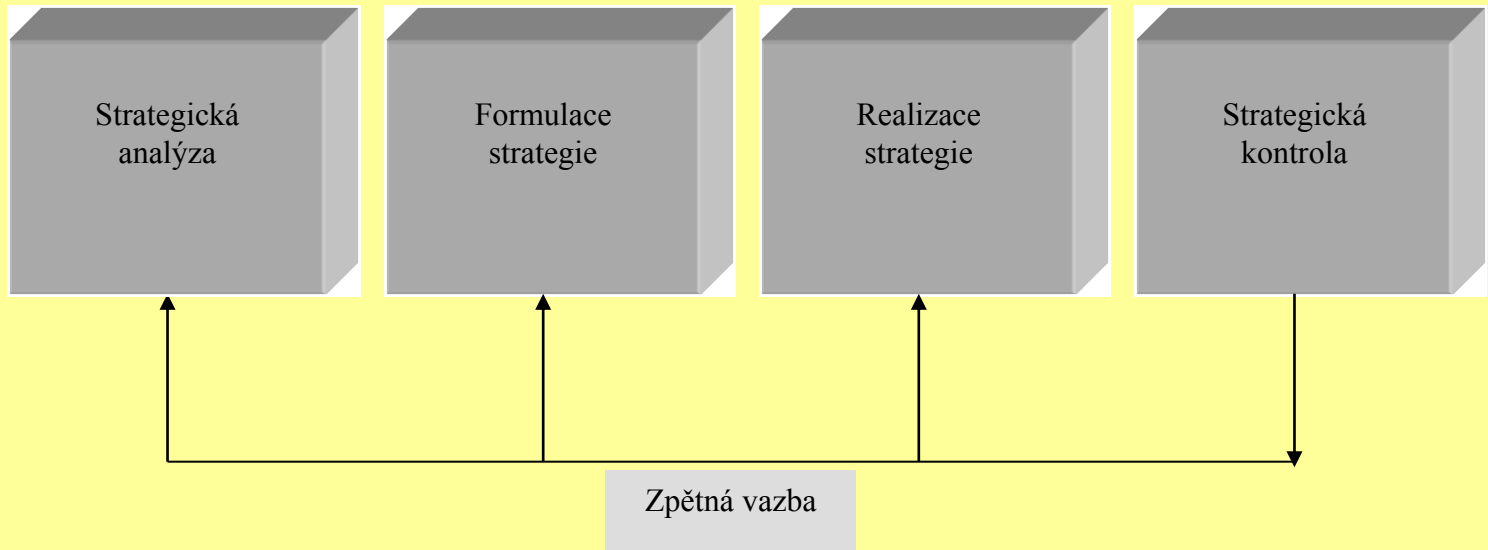 Strategická
analýza
Formulace
strategie
Realizace
strategie
Strategická
kontrola
Zpětná vazba